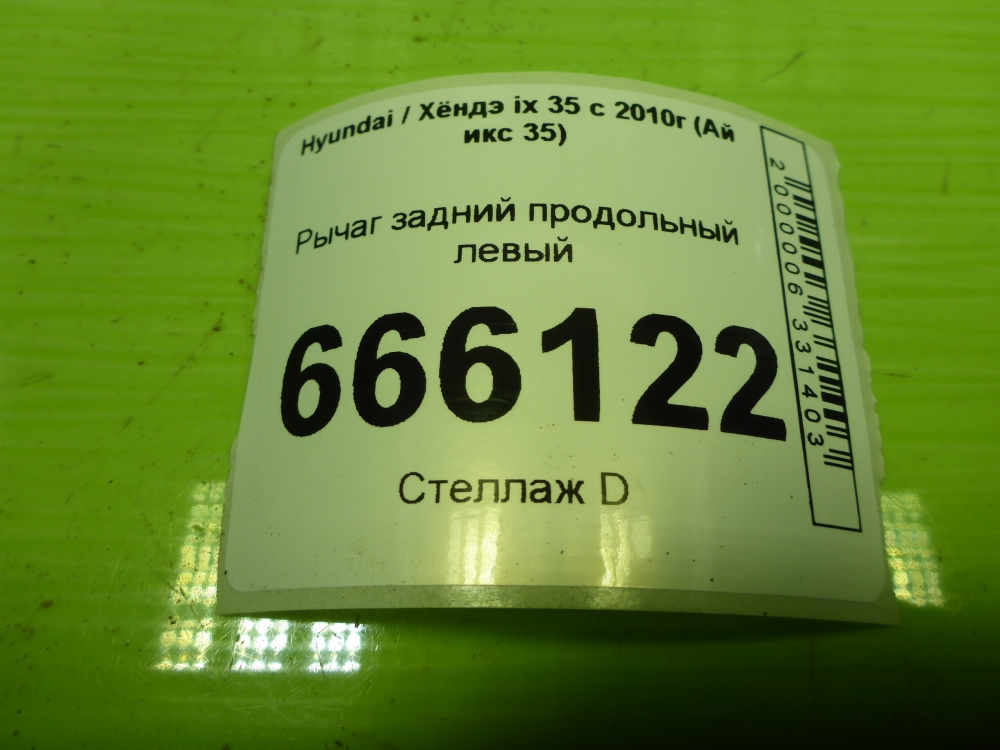 Hyundai / Хёндэ ix 35 с 2010г (Ай
икс 35)
Рычаг задний продольный
левый
666122
Стеллаж D
2000006331403